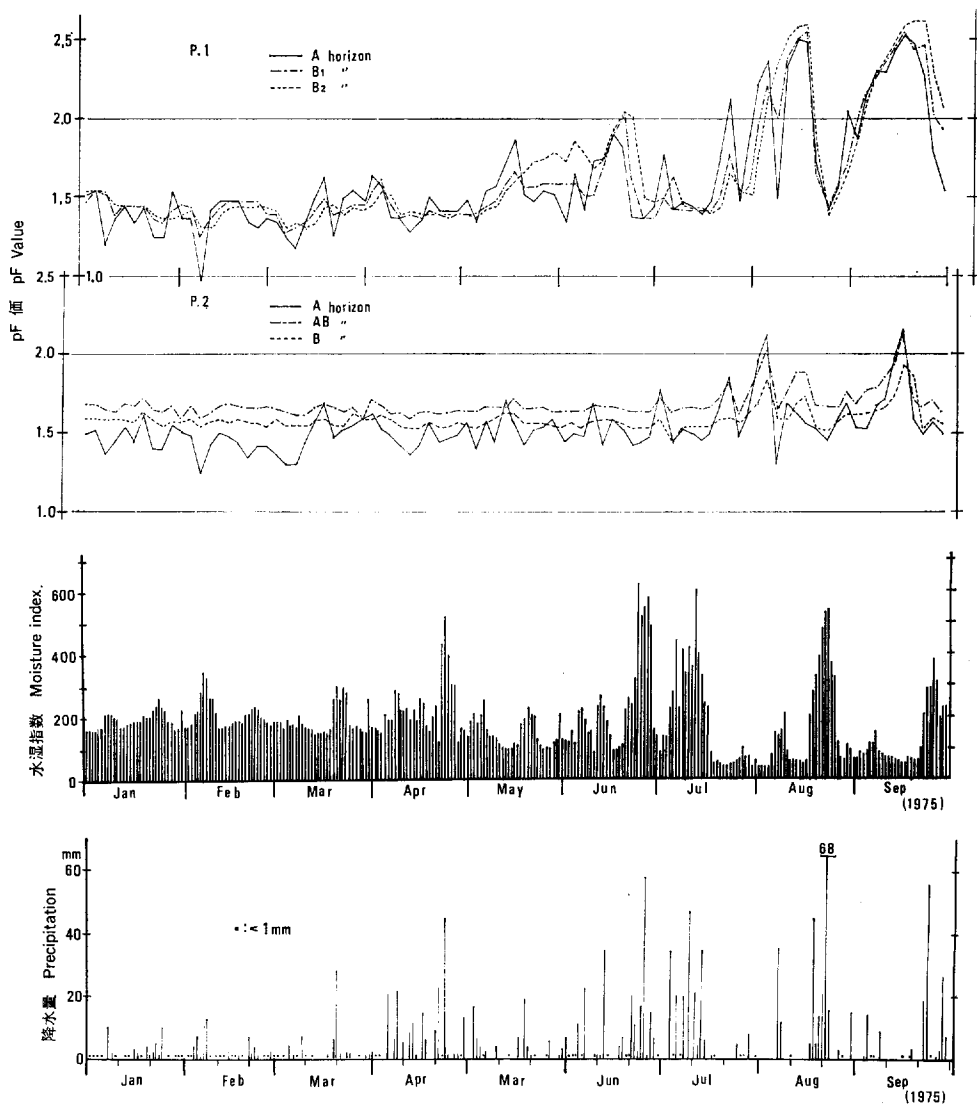 2,5
P.1
A horizon
B1 〃
B2 〃
2.0
1.5
2.5 1.0
pF 価 pF Value
P.2
A horizon
AB 〃
B 〃
2.0
1.5
1.0
水湿指数 Moisture index.
600
400
200
0
Jan Feb Mar Apr May Jun Jul Aug Sep
(1975)
降水量 Precipitation
mm
60
40
20
0
68
•:< 1mm
Jan Feb Mar Apr Mar Jun Jul Aug Sep
(1975)